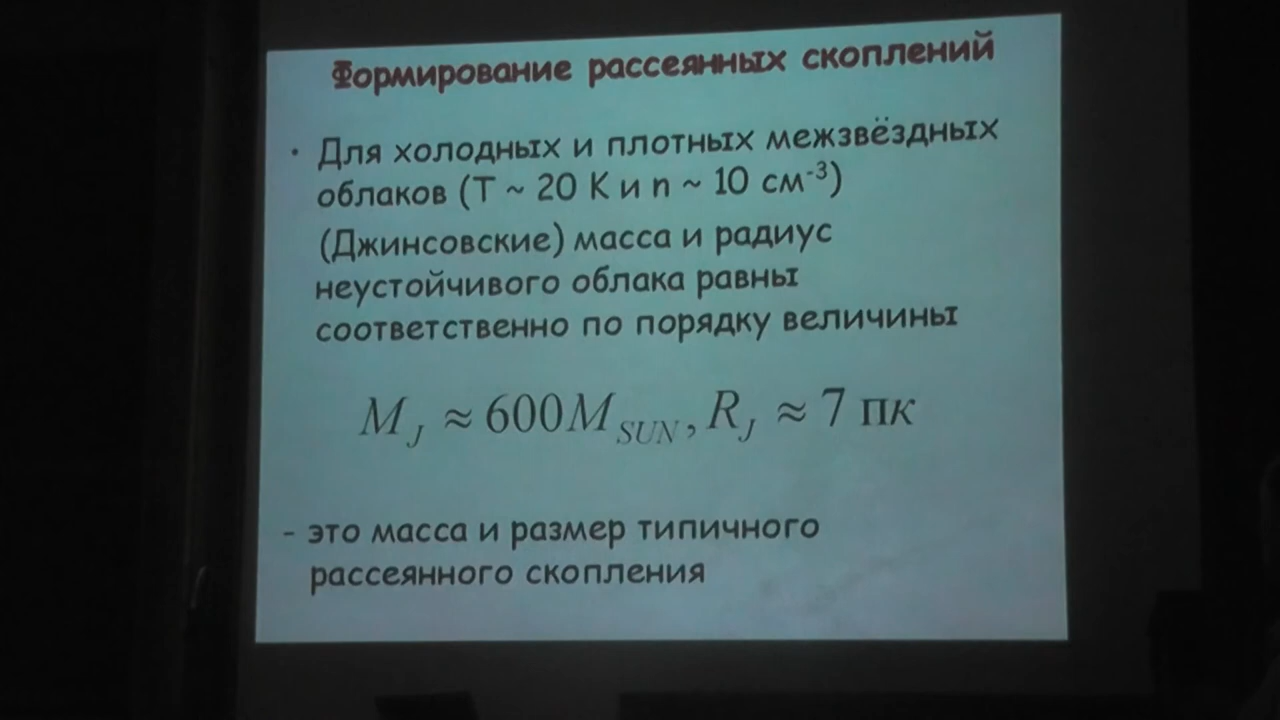 Формирование рассеянных скоплений
• Для холодных и плотных межзвёздных
облаков (T ~ 20 K и n ~ 10 см⁻³)
(Джинсовские) масса и радиус
неустойчивого облака равны
соответственно по порядку величины
M_J ≈ 600M_SUN, R_J ≈ 7 пк
- это масса и размер типичного
рассеянного скопления